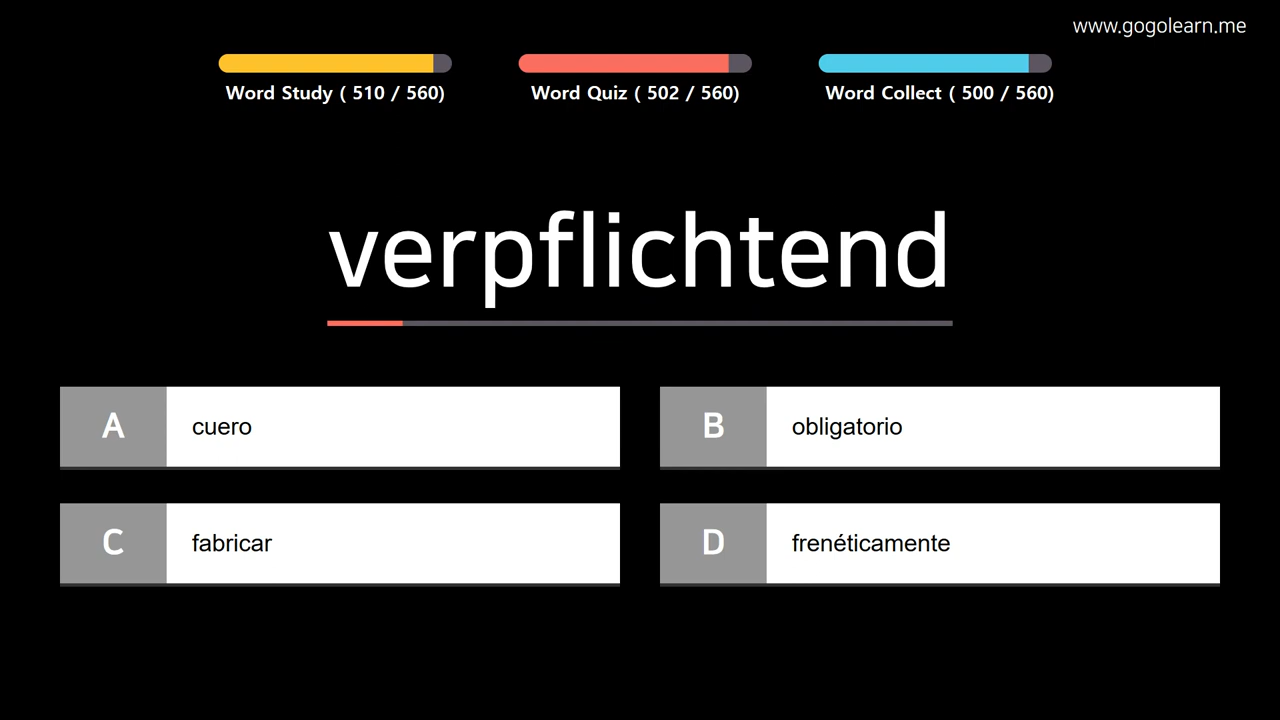 www.gogolearn.me
Word Study ( 510 / 560)
Word Quiz ( 502 / 560)
Word Collect ( 500 / 560)
verpflichtend
A cuero
B obligatorio
C fabricar
D frenéticamente